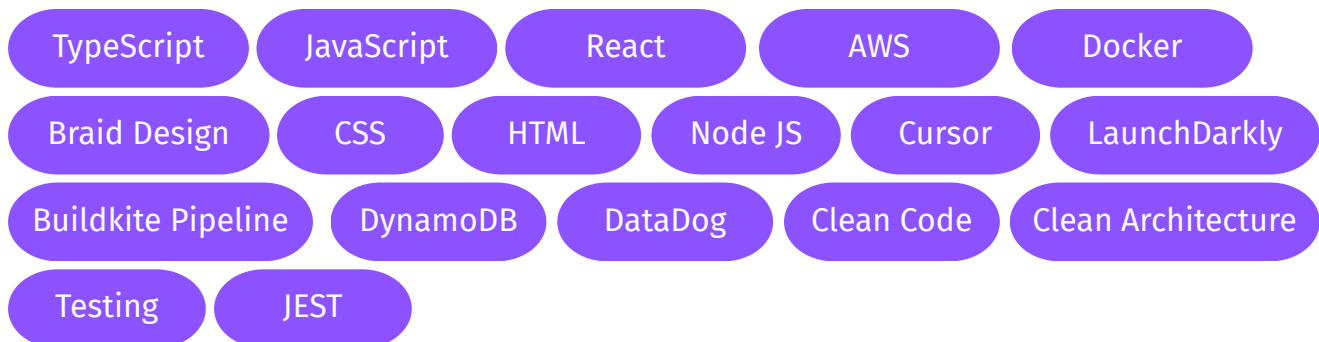 TypeScript JavaScript React AWS Docker
Braid Design CSS HTML Node JS Cursor LaunchDarkly
Buildkite Pipeline DynamoDB DataDog Clean Code Clean Architecture
Testing JEST